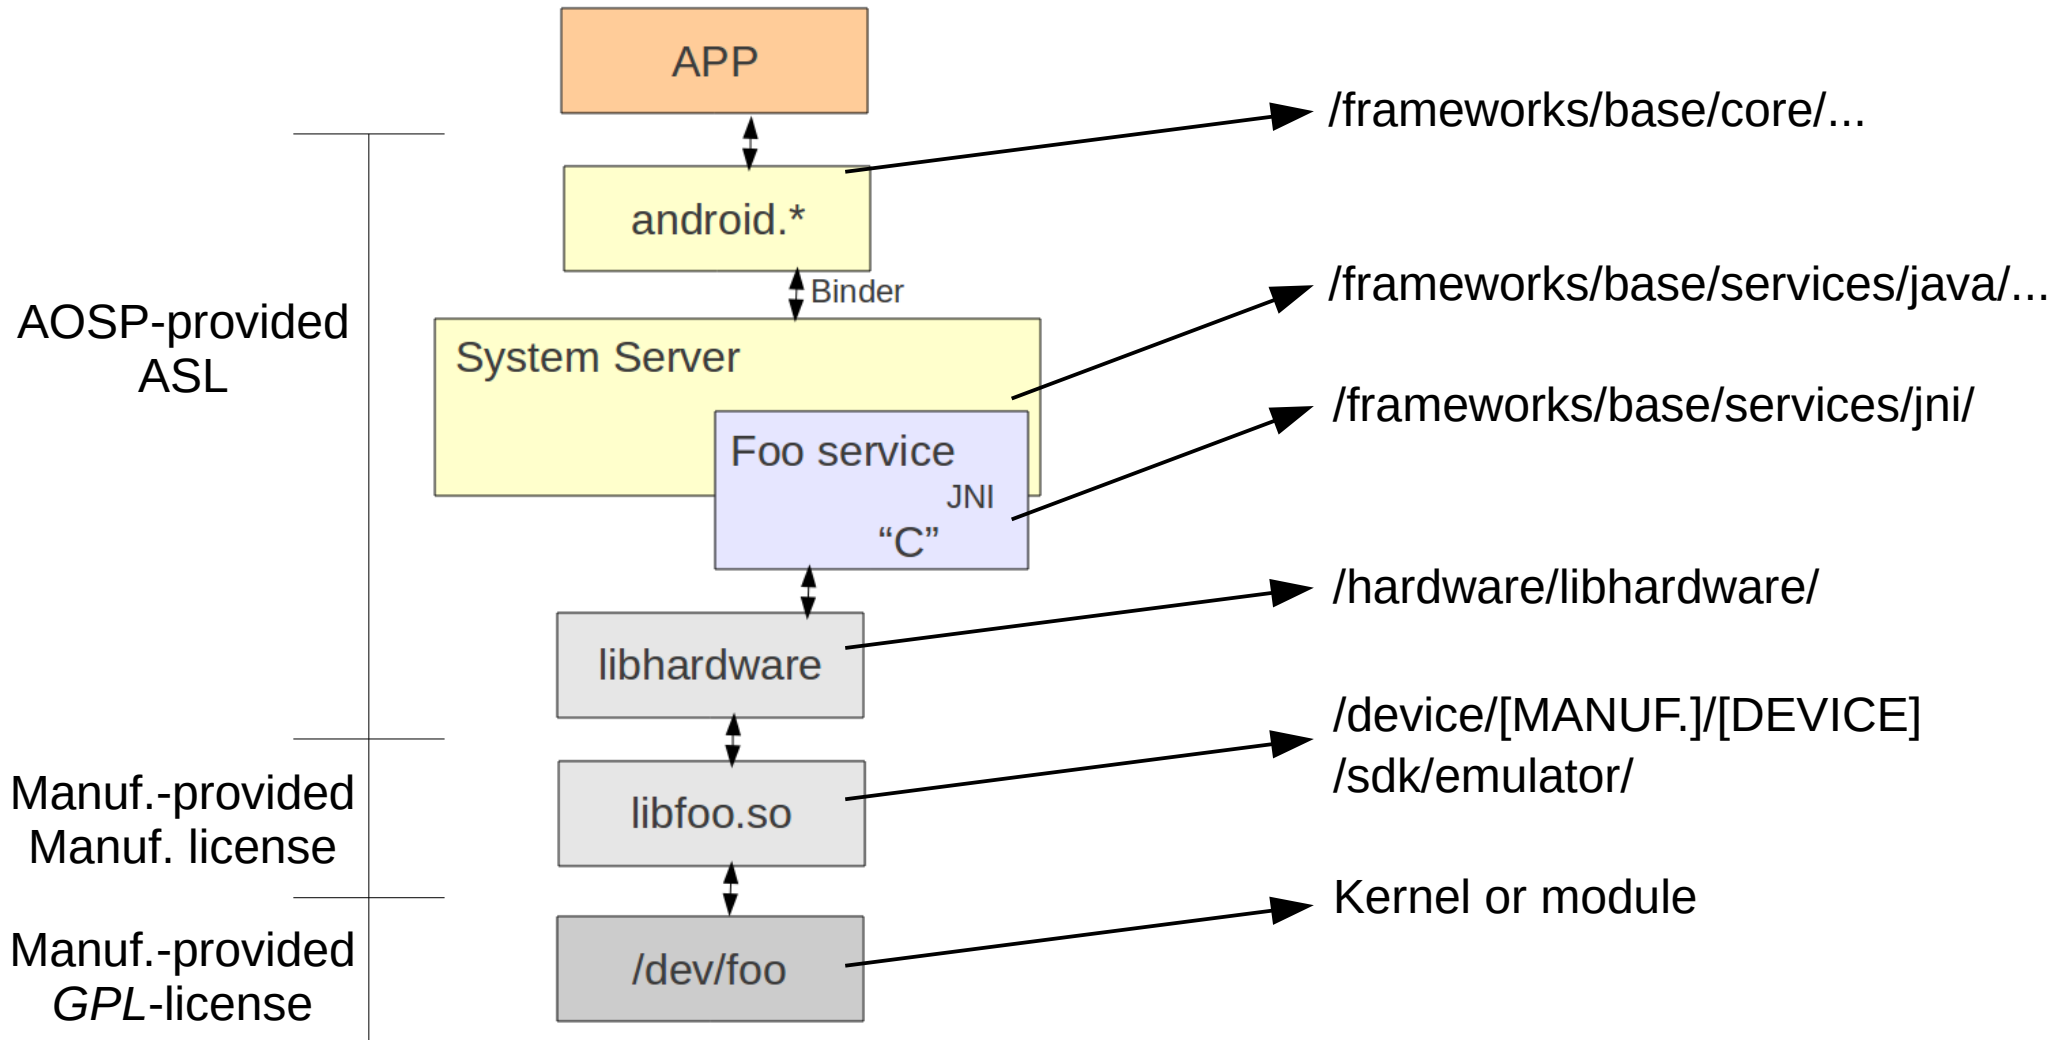 APP
/frameworks/base/core/...
android.*
Binder
/frameworks/base/services/java/...
AOSP-provided
ASL
System Server
/frameworks/base/services/jni/
Foo service
JNI
“C”
/hardware/libhardware/
libhardware
/device/[MANUF.]/[DEVICE]
/sdk/emulator/
Manuf.-provided
Manuf. license
libfoo.so
Kernel or module
Manuf.-provided
GPL-license
/dev/foo